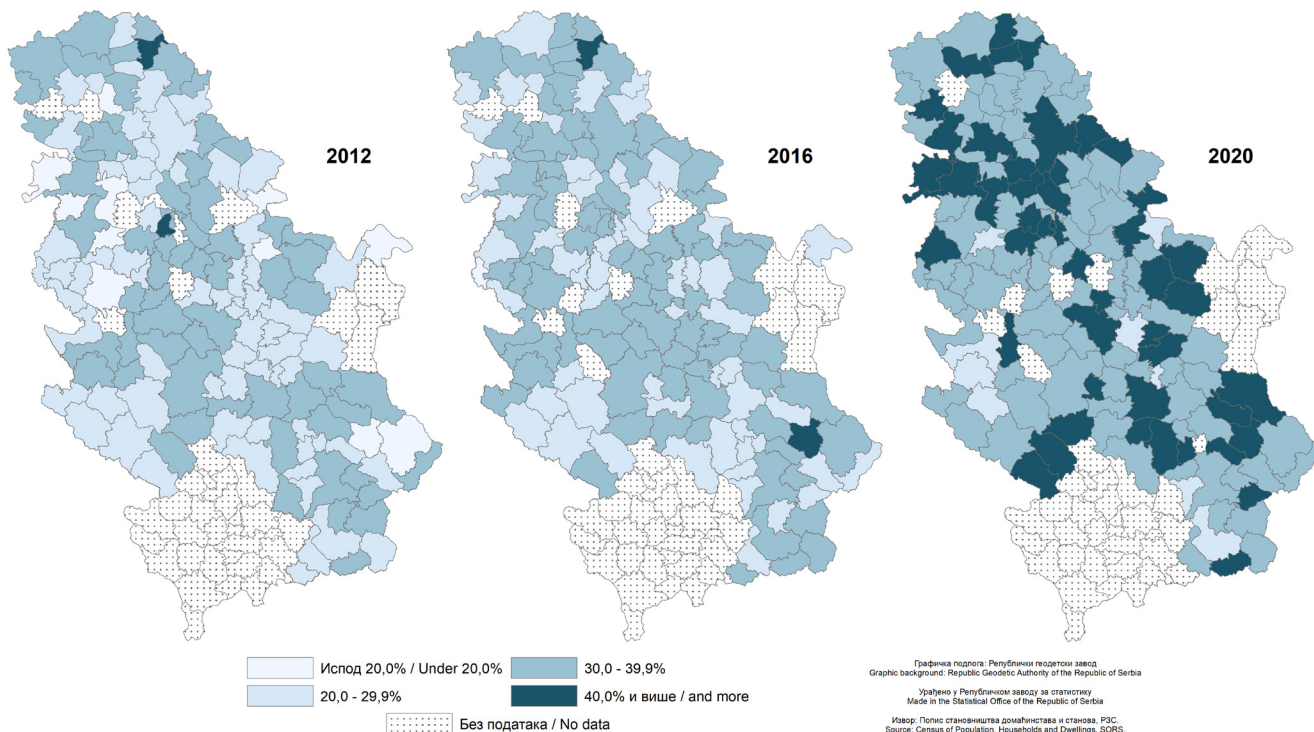 2012
2016
2020
Испод 20,0% / Under 20,0%
30,0 - 39,9%
20,0 - 29,9%
40,0% и више / and more
Без података / No data
Графичка подлога: Републички геодетски завод
Graphic background: Republic Geodetic Authority of the Republic of Serbia
Урађено у Републичком заводу за статистику
Made in the Statistical Office of the Republic of Serbia
Извор: Попис становништва домаћинстава и станова, РЗС.
Source: Census of Population, Households and Dwellings, SORS.